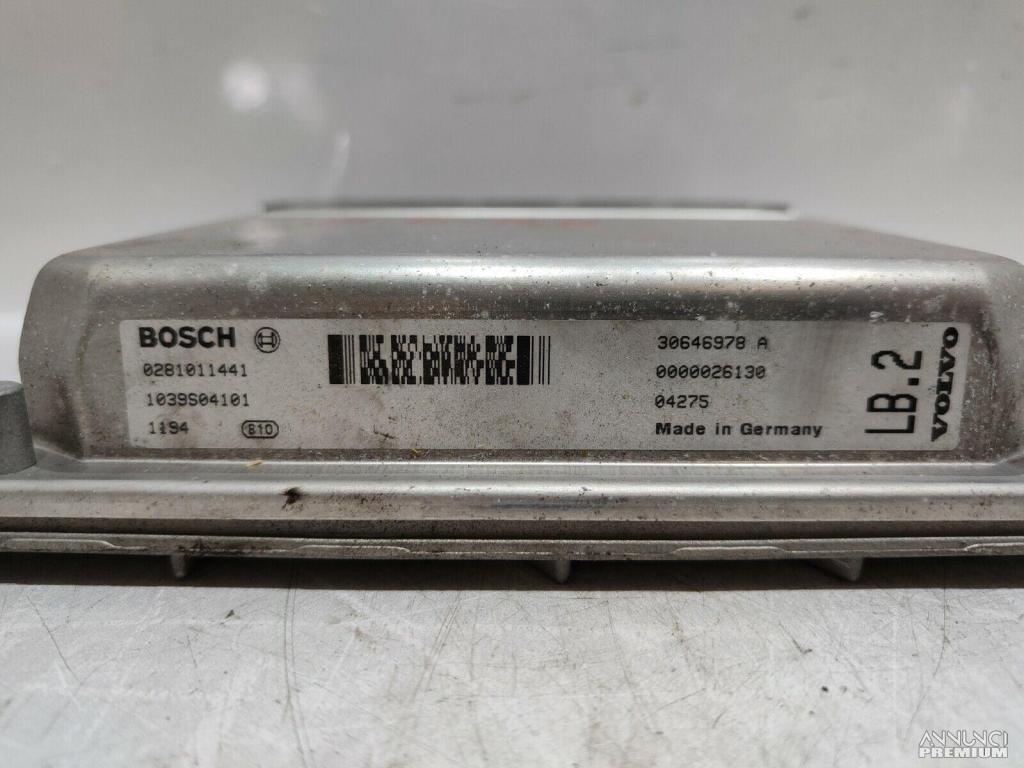 BOSCH
0281011441
1039S04101
1194 B10
30646978 A
0000026130
04275
Made in Germany
LB.2
VOLVO
ANNUNCI
PREMIUM